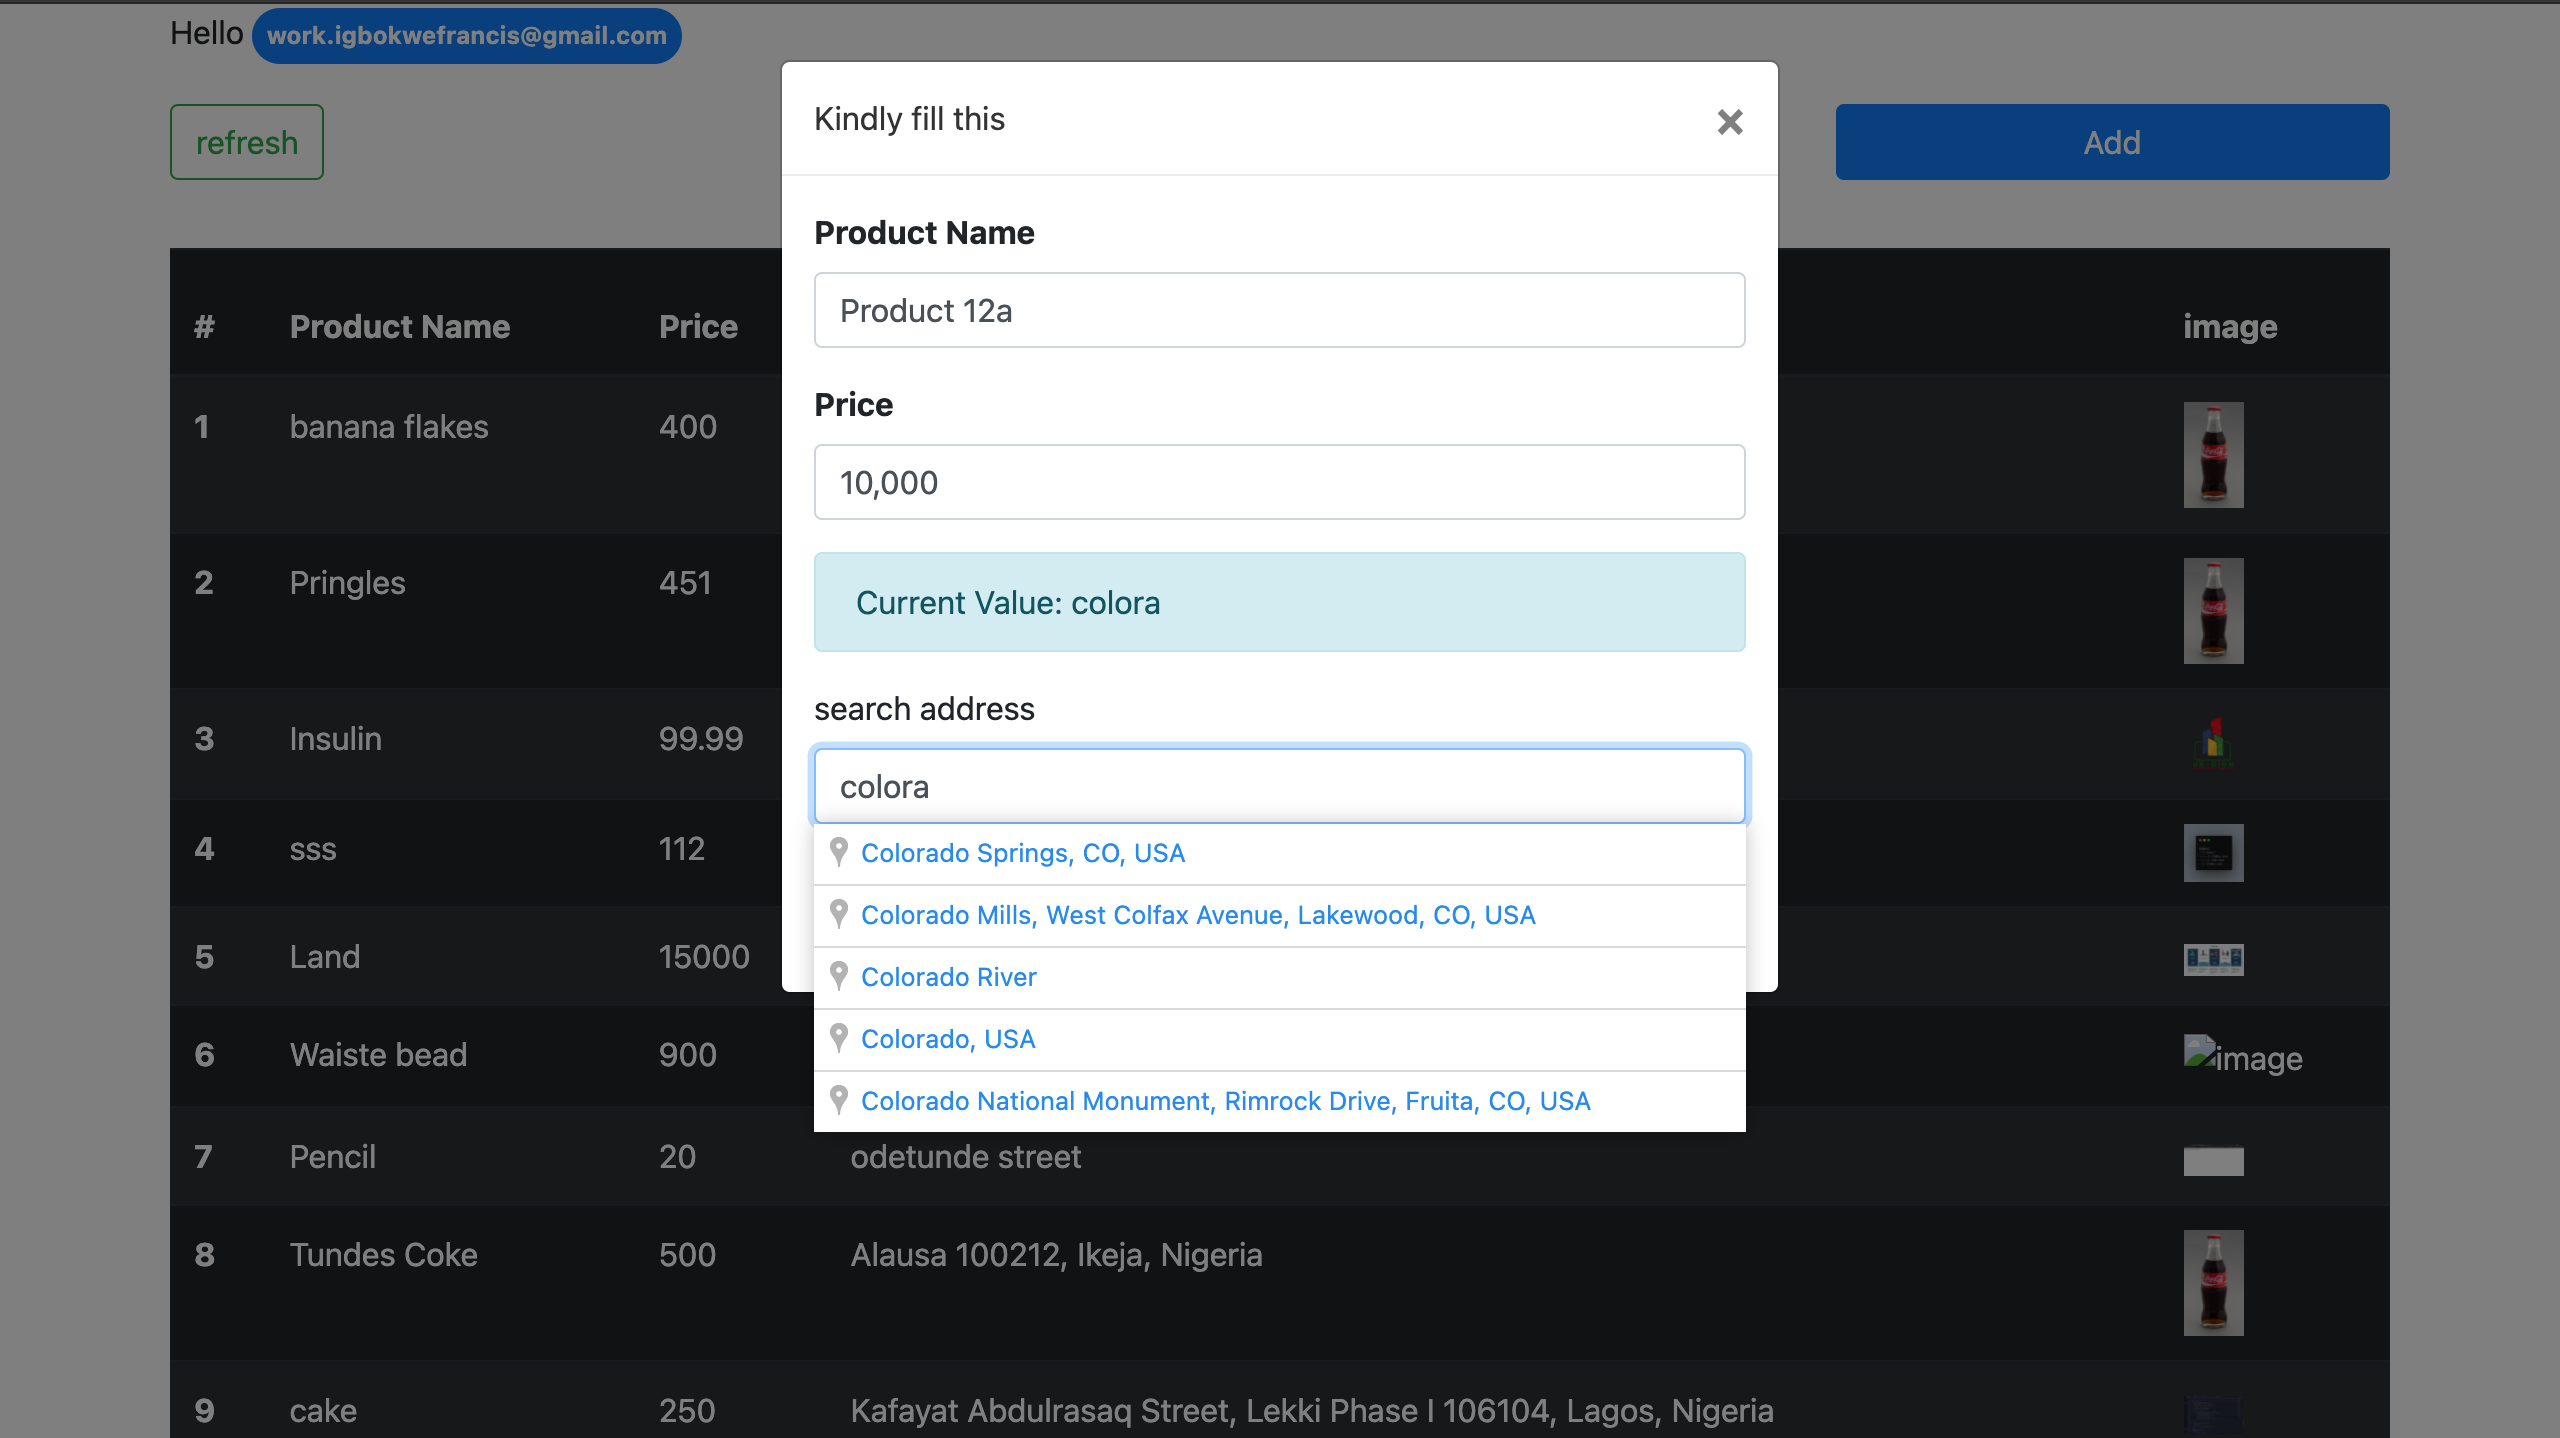 Hello work.igbokwefrancis@gmail.com
refresh
Add
Kindly fill this
×
Product Name
Product 12a
Price
10,000
Current Value: colora
search address
colora
Colorado Springs, CO, USA
Colorado Mills, West Colfax Avenue, Lakewood, CO, USA
Colorado River
Colorado, USA
Colorado National Monument, Rimrock Drive, Fruita, CO, USA
# Product Name Price image
1 banana flakes 400
2 Pringles 451
3 Insulin 99.99
4 sss 112
5 Land 15000
6 Waiste bead 900 image
7 Pencil 20 odetunde street
8 Tundes Coke 500 Alausa 100212, Ikeja, Nigeria
9 cake 250 Kafayat Abdulrasaq Street, Lekki Phase I 106104, Lagos, Nigeria